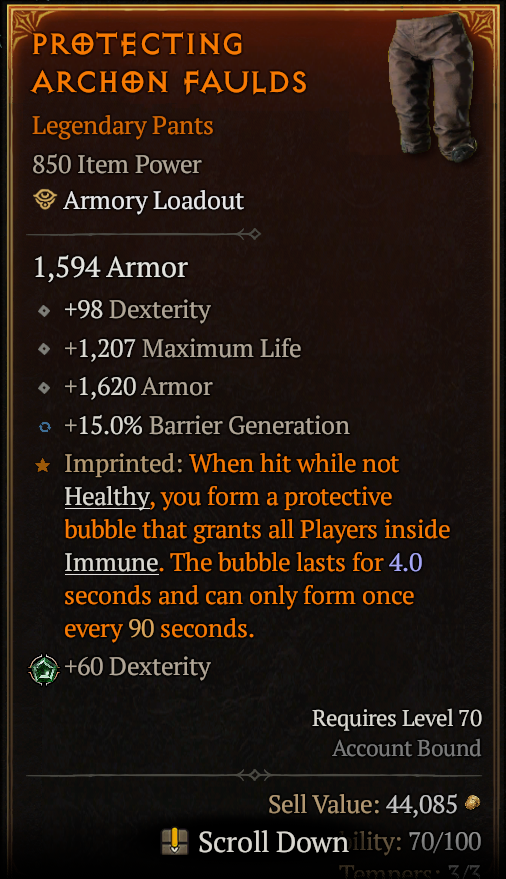 PROTECTING
ARCHON FAULDS
Legendary Pants
850 Item Power
Armory Loadout
1,594 Armor
+98 Dexterity
+1,207 Maximum Life
+1,620 Armor
+15.0% Barrier Generation
Imprinted: When hit while not
Healthy, you form a protective
bubble that grants all Players inside
Immune. The bubble lasts for 4.0
seconds and can only form once
every 90 seconds.
+60 Dexterity
Requires Level 70
Account Bound
Sell Value: 44,085
Scroll Down
70/100
Tempers: 3/3